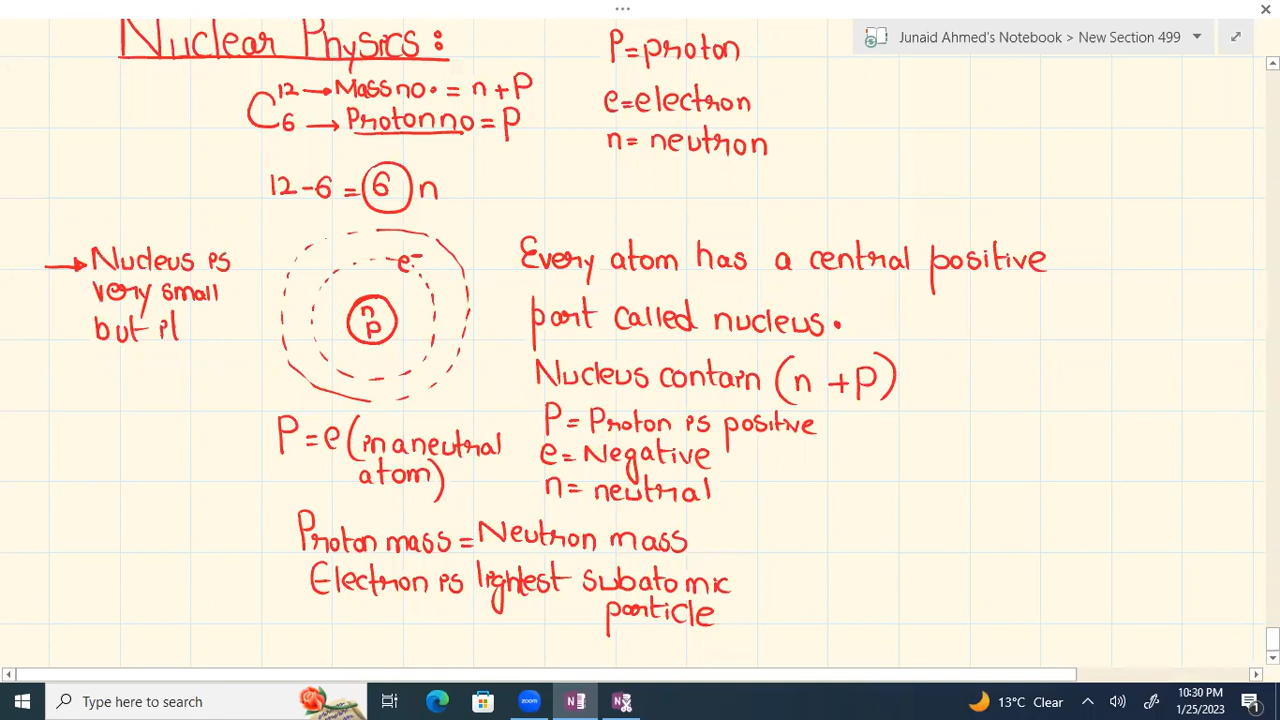 Nuclear Physics:
C 12 → Mass no. = n + P
6 → Proton no = P
12 - 6 = 6 n
P = proton
e = electron
n = neutron
Junaid Ahmed's Notebook > New Section 499
→ Nucleus is
very small
but pl
e-
n
p
Every atom has a central positive
part called nucleus.
Nucleus contain (n + P)
P = Proton is positive
e = Negative
n = neutral
P = e (in a neutral
atom)
Proton mass = Neutron mass
Electron is lightest subatomic
particle
Type here to search
zoom
N
13°C Clear
10:30 PM
1/25/2023
1